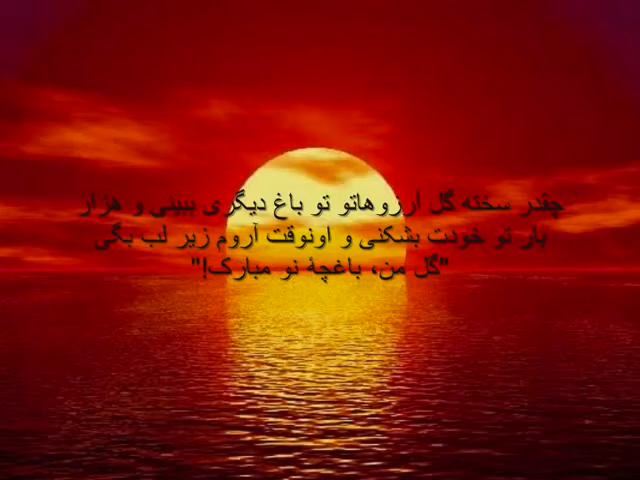 چقدر سخته گل آرزوهاتو تو باغ دیگری ببینی و هزار
بار تو خودت بشکنی و اونوقت آروم زیر لب بگی
"گل من، باغچۀ نو مبارک!"